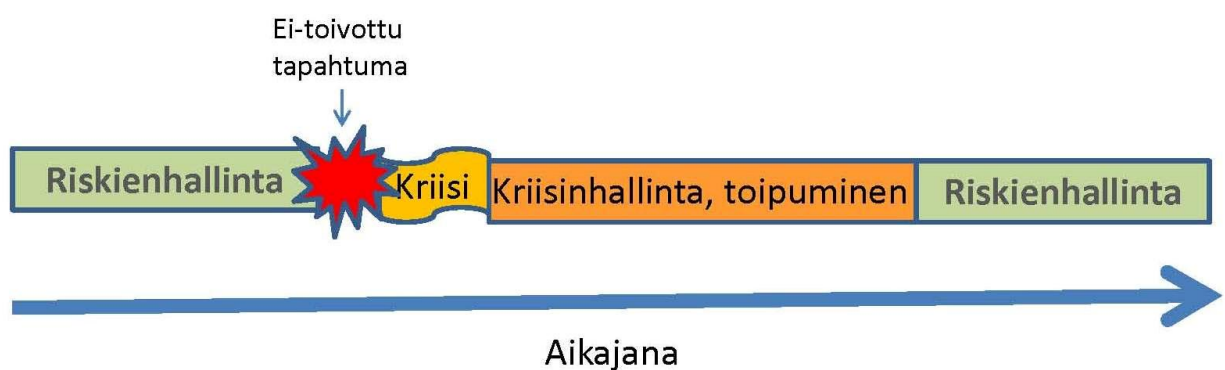 Ei-toivottu
tapahtuma
Riskienhallinta
Kriisi
Kriisinhallinta, toipuminen
Riskienhallinta
Aikajana